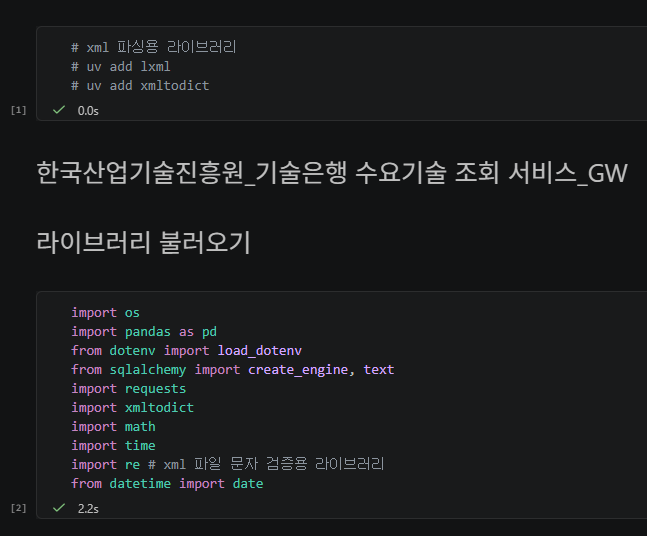 # xml 파싱용 라이브러리
# uv add lxml
# uv add xmltodict
[1]
0.0s
한국산업기술진흥원_기술은행 수요기술 조회 서비스_GW
라이브러리 불러오기
import os
import pandas as pd
from dotenv import load_dotenv
from sqlalchemy import create_engine, text
import requests
import xmltodict
import math
import time
import re # xml 파일 문자 검증용 라이브러리
from datetime import date
[2]
2.2s